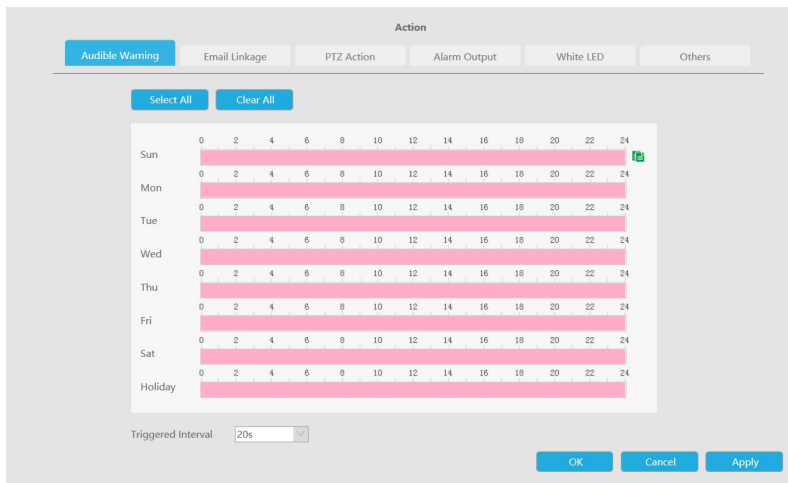 Action
Audible Warning Email Linkage PTZ Action Alarm Output White LED Others
Select All Clear All
0 2 4 6 8 10 12 14 16 18 20 22 24
Sun
0 2 4 6 8 10 12 14 16 18 20 22 24
Mon
0 2 4 6 8 10 12 14 16 18 20 22 24
Tue
0 2 4 6 8 10 12 14 16 18 20 22 24
Wed
0 2 4 6 8 10 12 14 16 18 20 22 24
Thu
0 2 4 6 8 10 12 14 16 18 20 22 24
Fri
0 2 4 6 8 10 12 14 16 18 20 22 24
Sat
0 2 4 6 8 10 12 14 16 18 20 22 24
Holiday
Triggered Interval 20s
OK Cancel Apply